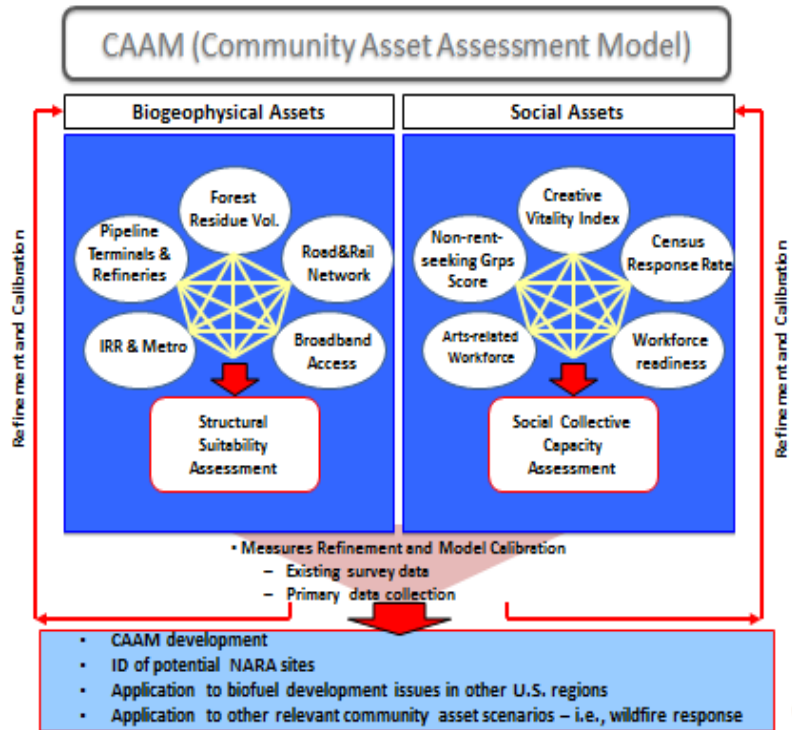 CAAM (Community Asset Assessment Model)
Biogeophysical Assets
Social Assets
Forest
Residue Vol.
Pipeline
Terminals &
Refineries
Road&Rail
Network
IRR & Metro
Broadband
Access
Structural
Suitability
Assessment
Creative
Vitality Index
Non-rent-
seeking Grps
Score
Census
Response Rate
Arts-related
Workforce
Workforce
readiness
Social Collective
Capacity
Assessment
Refinement and Calibration
Refinement and Calibration
• Measures Refinement and Model Calibration
– Existing survey data
– Primary data collection
• CAAM development
• ID of potential NARA sites
• Application to biofuel development issues in other U.S. regions
• Application to other relevant community asset scenarios – i.e., wildfire response